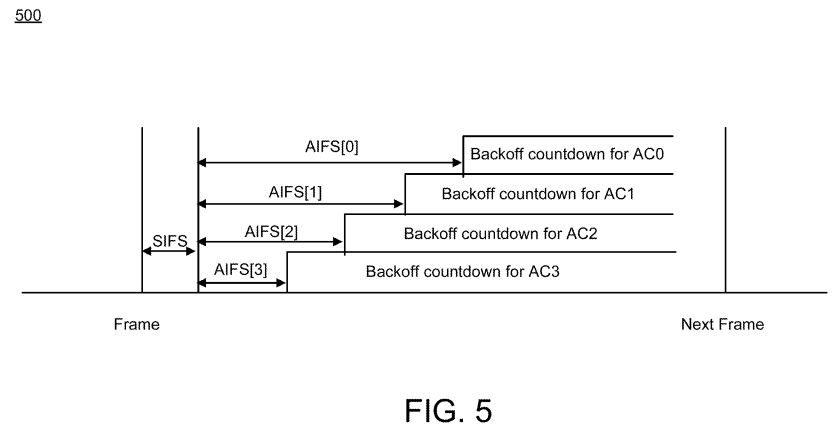 500
AIFS[0]
Backoff countdown for AC0
AIFS[1]
Backoff countdown for AC1
AIFS[2]
Backoff countdown for AC2
SIFS
AIFS[3]
Backoff countdown for AC3
Frame
Next Frame
FIG. 5